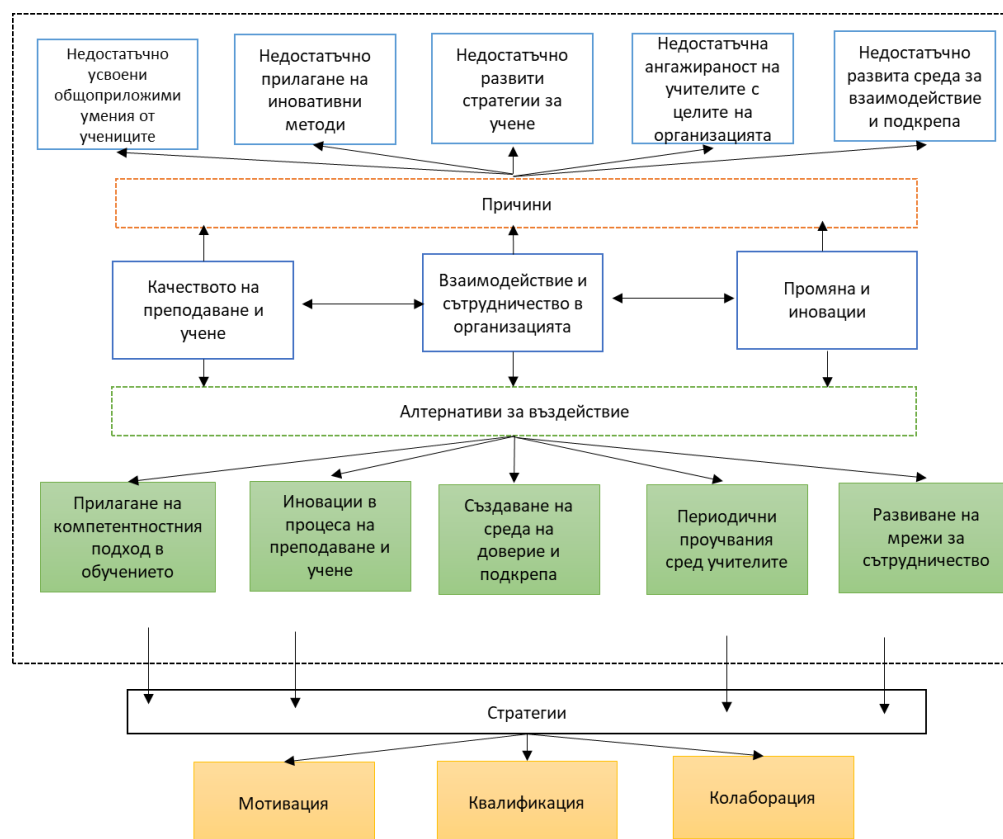 Недостатъчно
усвоени
общоприложими
умения от
учениците
Недостатъчно
прилагане на
иновативни
методи
Недостатъчно
развити
стратегии за
учене
Недостатъчна
ангажираност на
учителите с
целите на
организацията
Недостатъчно
развита среда за
взаимодействие
и подкрепа
Причини
Качеството на
преподаване и
учене
Взаимодействие и
сътрудничество в
организацията
Промяна и
иновации
Алтернативи за въздействие
Прилагане на
компетентностния
подход в
обучението
Иновации в
процеса на
преподаване и
учене
Създаване на
среда на
доверие и
подкрепа
Периодични
проучвания
сред учителите
Развиване на
мрежи за
сътрудничество
Стратегии
Мотивация
Квалификация
Колаборация